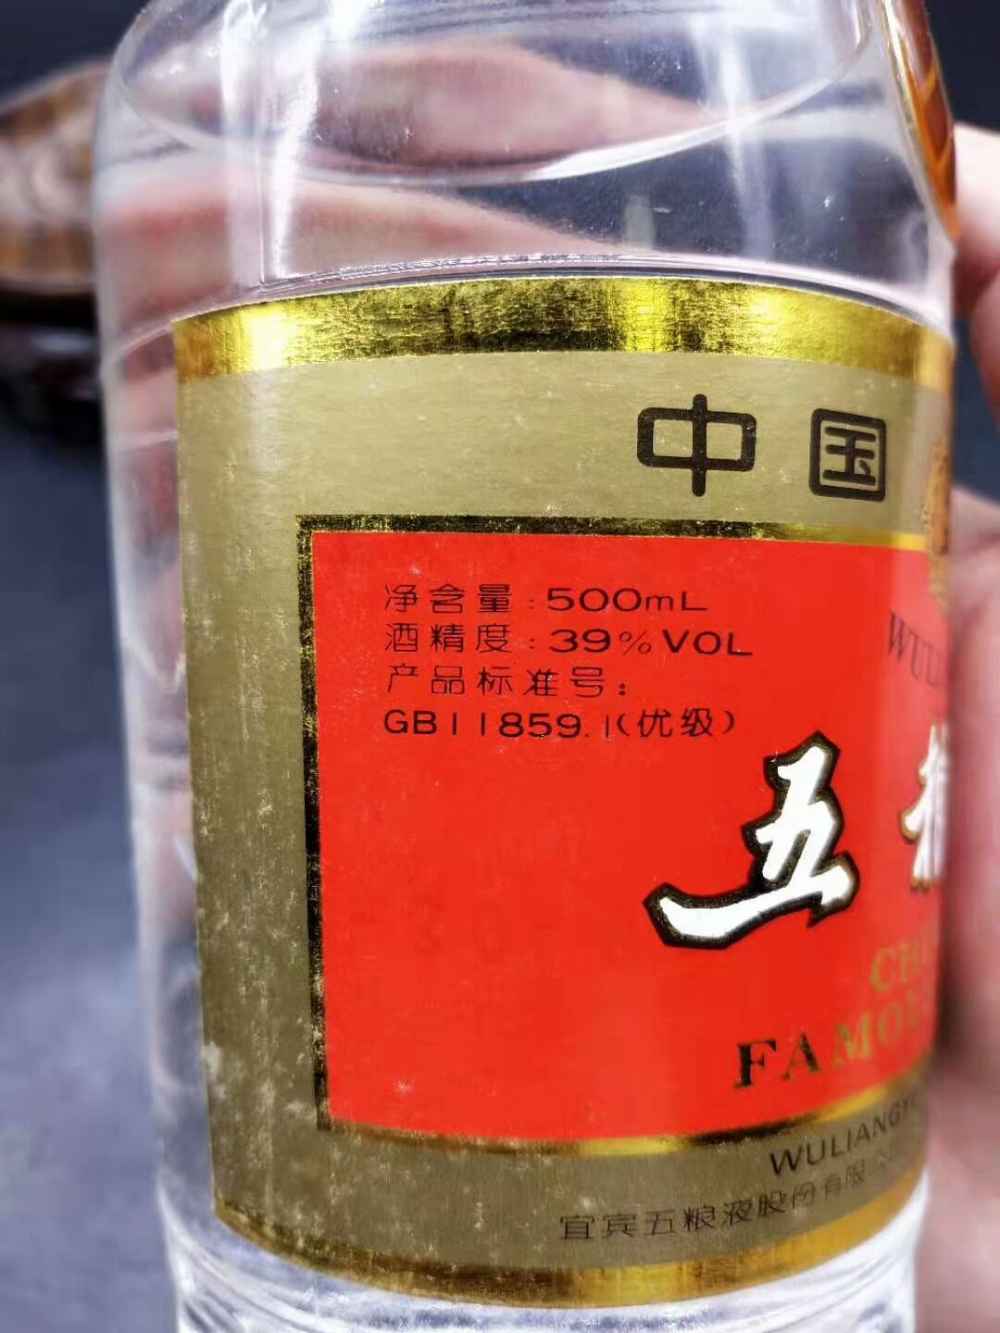 中国
净含量:500mL
酒精度:39%VOL
产品标准号:
GB11859.1(优级)
五
WULIANGY
宜宾五粮液股份有限